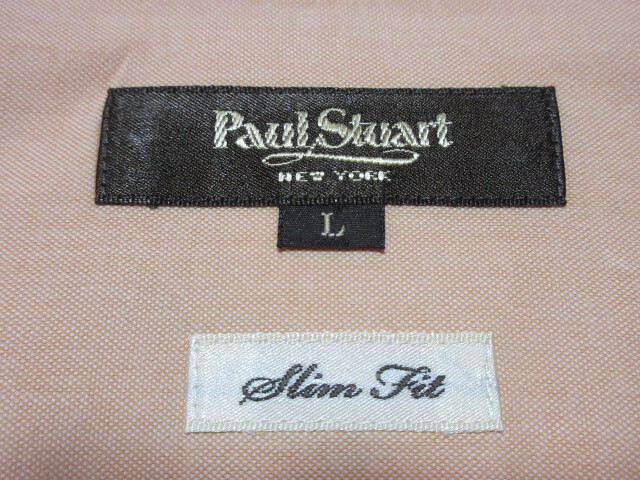 Paul Stuart
NEW YORK
L
Slim Fit